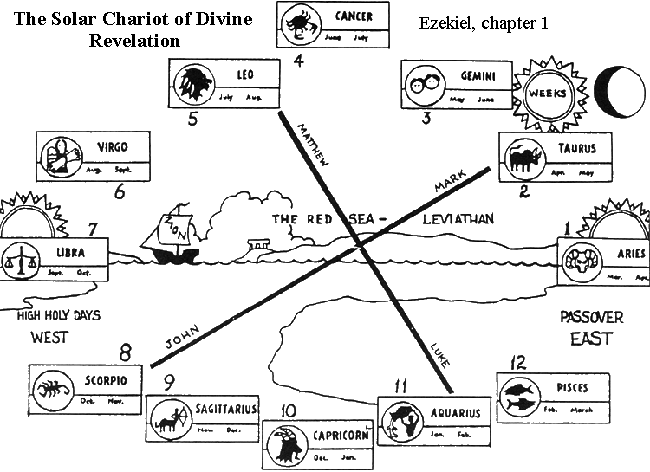 The Solar Chariot of Divine
Revelation
Ezekiel, chapter 1
CANCER
June July
4
LEO
July Aug.
5
GEMINI
May June
3
WEEKS
TAURUS
Apr. May
2
VIRGO
Aug. Sept.
6
MATTHEW
MARK
THE RED SEA - LEVIATHAN
ZION
7
LIBRA
Sept. Oct.
1
ARIES
Mar. Apr.
HIGH HOLY DAYS
WEST
PASSOVER
EAST
JOHN
LUKE
8
SCORPIO
Oct. Nov.
9
SAGITTARIUS
Nov. Dec.
10
CAPRICORN
Dec. Jan.
11
AQUARIUS
Jan. Feb.
12
PISCES
Feb. March